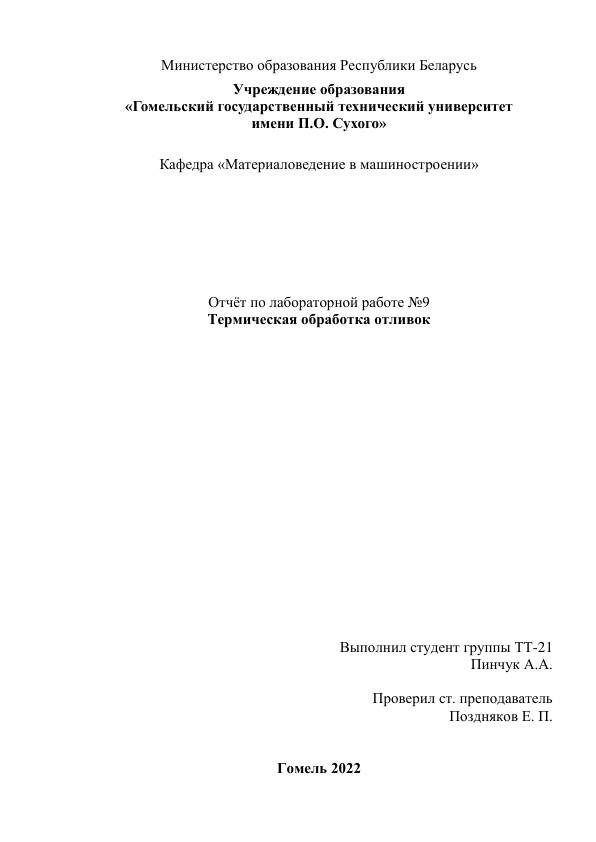 Министерство образования Республики Беларусь
Учреждение образования
«Гомельский государственный технический университет
имени П.О. Сухого»
Кафедра «Материаловедение в машиностроении»
Отчёт по лабораторной работе №9
Термическая обработка отливок
Выполнил студент группы ТТ-21
Пинчук А.А.
Проверил ст. преподаватель
Поздняков Е. П.
Гомель 2022